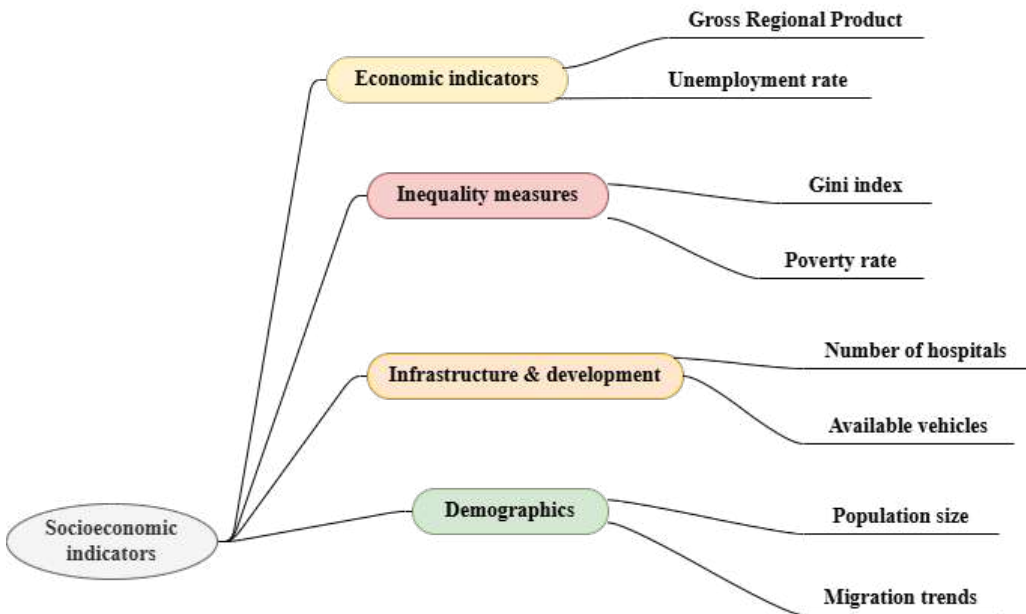 Gross Regional Product
Economic indicators
Unemployment rate
Inequality measures
Gini index
Poverty rate
Number of hospitals
Infrastructure & development
Available vehicles
Demographics
Population size
Socioeconomic
indicators
Migration trends